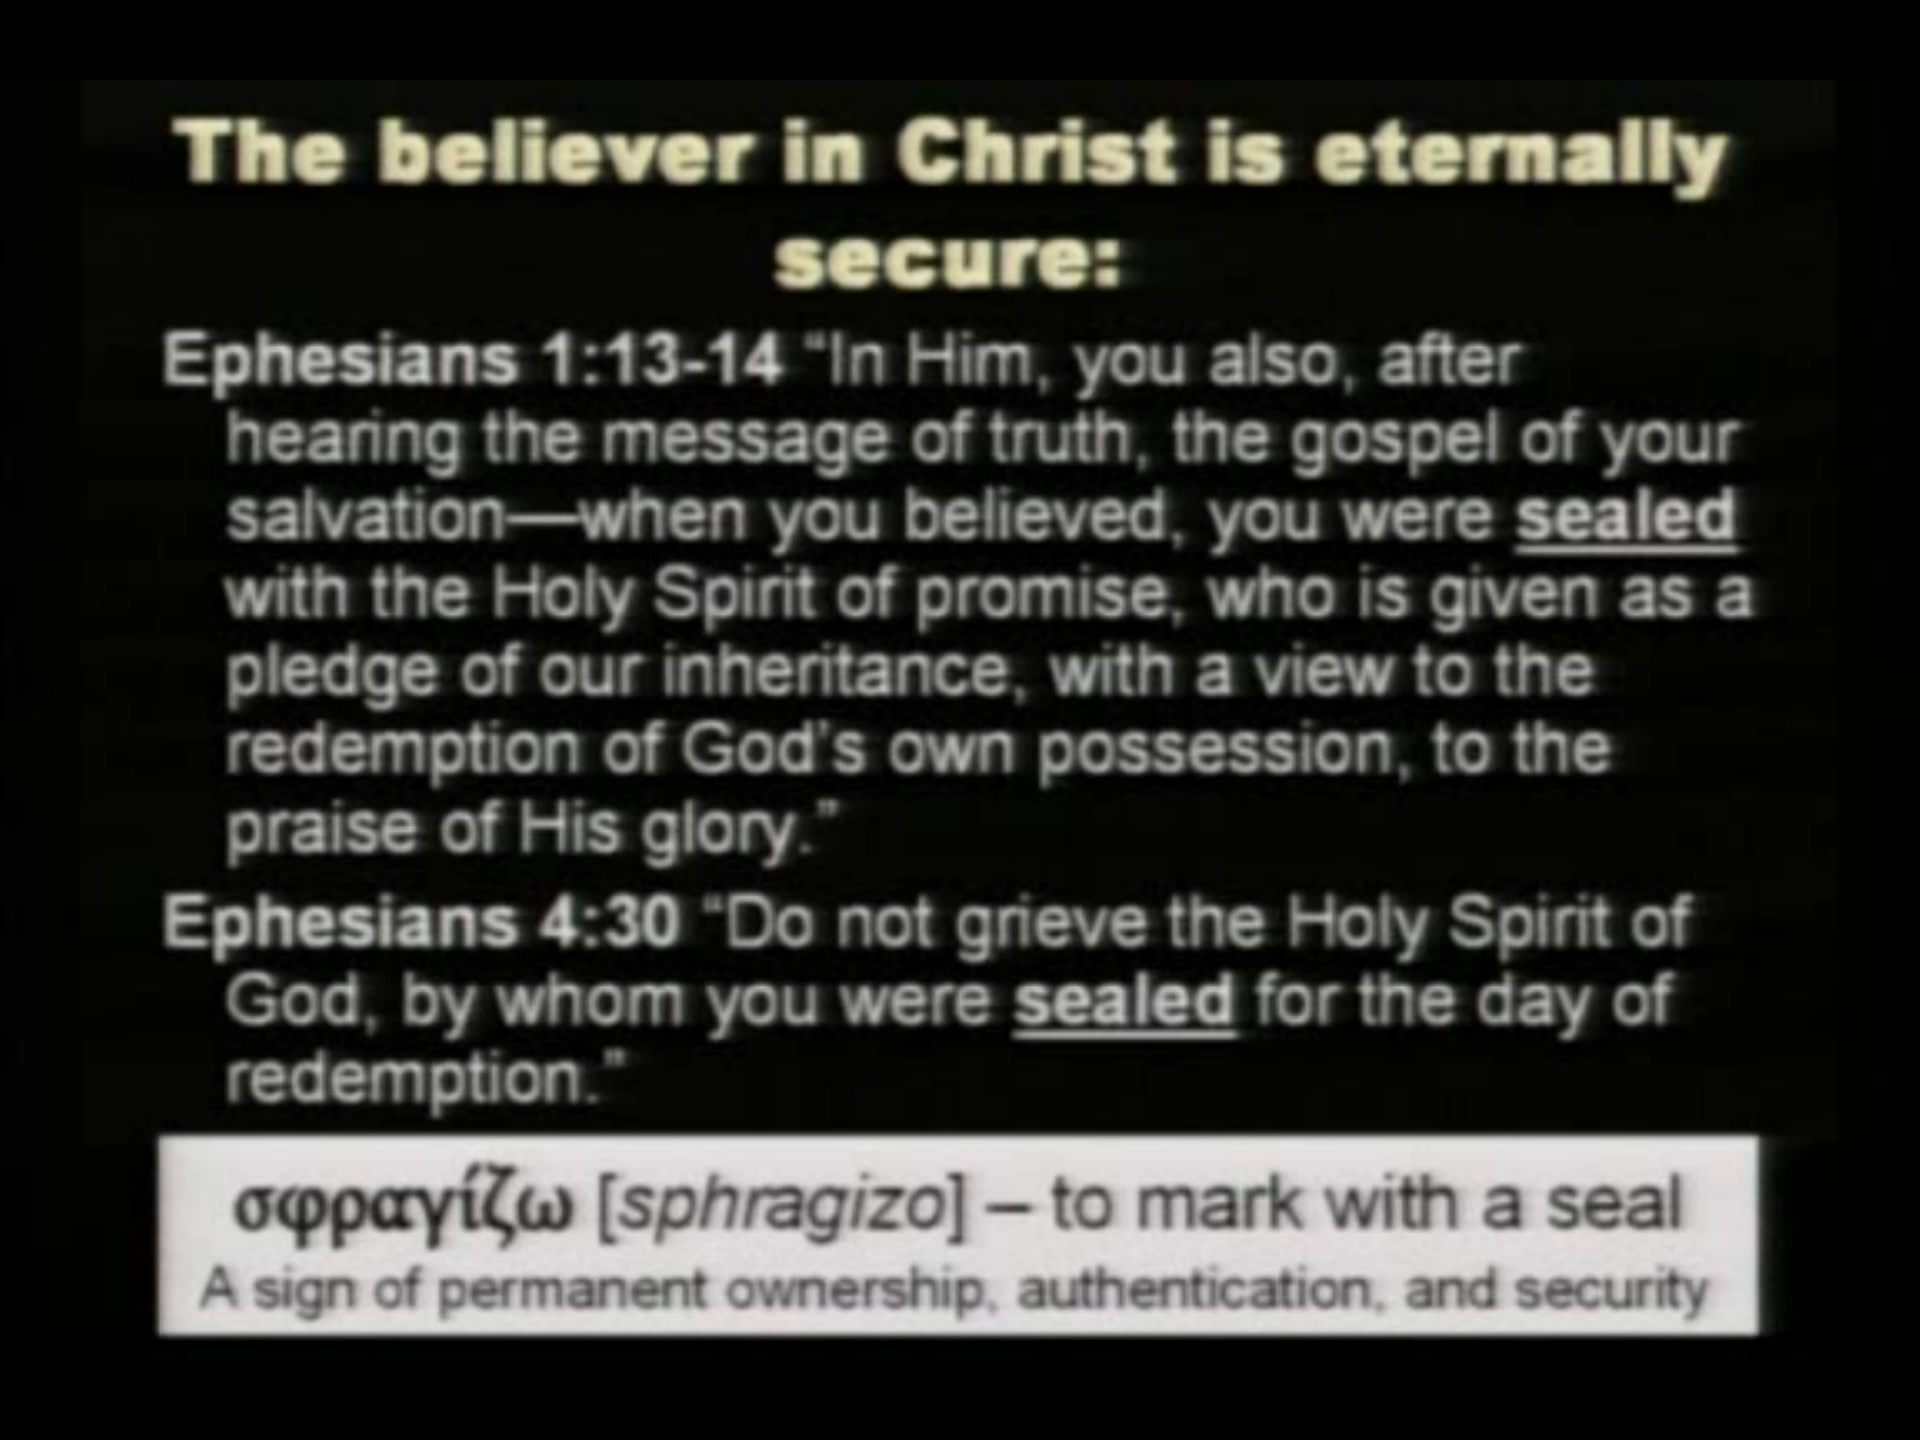 The believer in Christ is eternally
secure:
Ephesians 1:13-14 “In Him, you also, after
hearing the message of truth, the gospel of your
salvation—when you believed, you were sealed
with the Holy Spirit of promise, who is given as a
pledge of our inheritance, with a view to the
redemption of God’s own possession, to the
praise of His glory.”
Ephesians 4:30 “Do not grieve the Holy Spirit of
God, by whom you were sealed for the day of
redemption.”
σφραγίζω [sphragizo] – to mark with a seal
A sign of permanent ownership, authentication, and security